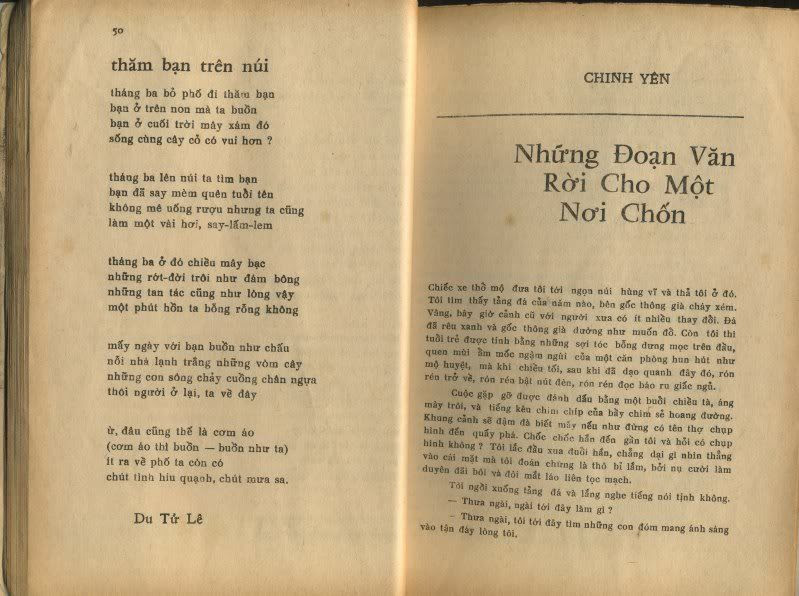 50
thăm bạn trên núi
tháng ba bỏ phố đi thăm bạn
bạn ở trên non mà ta buồn
bạn ở cuối trời mây xám đó
sống cùng cây cỏ có vui hơn ?
tháng ba lên núi ta tìm bạn
bạn đã say mèm quên tuổi tên
không mê uống rượu nhưng ta cũng
làm một vài hơi, say-lấm-lem
tháng ba ở đó chiều mây bạc
những rớt-đời trôi như đám bông
những tan tác cũng như lòng vậy
một phút hồn ta bỗng rỗng không
mấy ngày với bạn buồn như chấu
nỗi nhà lạnh trắng những vòm cây
những con sông chảy cuồng chân ngựa
thôi người ở lại, ta về đây
ừ, đâu cũng thế là cơm áo
(cơm áo thì buồn — buồn như ta)
ít ra về phố ta còn có
chút tình hiu quạnh, chút mưa sa.
Du Tử Lê
CHINH YÊN
Những Đoạn Văn
Rời Cho Một
Nơi Chốn
Chiếc xe thồ mộ đưa tôi tới ngọn núi hùng vĩ và thả tôi ở đó.
Tôi tìm thấy tảng đá của năm nào, bên gốc thông già cháy xém.
Vâng, bây giờ cảnh cũ với người xưa có ít nhiều thay đổi. Đá
đã rêu xanh và gốc thông già dường như muốn đổ. Còn tôi thì
tuổi trẻ được tính bằng những sợi tóc bỗng dưng mọc trên đầu,
quen mùi ẩm mốc ngậm ngùi của một căn phòng hun hút như
mộ huyệt, mà khi chiều tối, sau khi đã dạo quanh đây đó, rón
rén trở về, rón rén bật nút đèn, rón rén đọc báo ru giấc ngủ.
Cuộc gặp gỡ được đánh dấu bằng một buổi chiều tà, áng
mây trôi, và tiếng kêu chim chíp của bầy chim sẻ hoang đường.
Khung cảnh sẽ đậm đà biết mấy nếu như đừng có tên thợ chụp
hình đến quấy phá. Chốc chốc hắn đến gần tôi và hỏi có chụp
hình không ? Tôi lắc đầu xua đuổi hắn, chẳng dại gì nhìn thẳng
vào cái mặt mà tôi đoán chừng là thô bỉ lắm, bởi nụ cười làm
duyên đãi bôi và đôi mắt láo liên tọc mạch.
Tôi ngồi xuống tảng đá và lắng nghe tiếng nói tịnh không.
— Thưa ngài, ngài tới đây làm gì ?
— Thưa ngài, tôi tới đây tìm những con đóm mang ánh sáng
vào tận đáy lòng tôi.